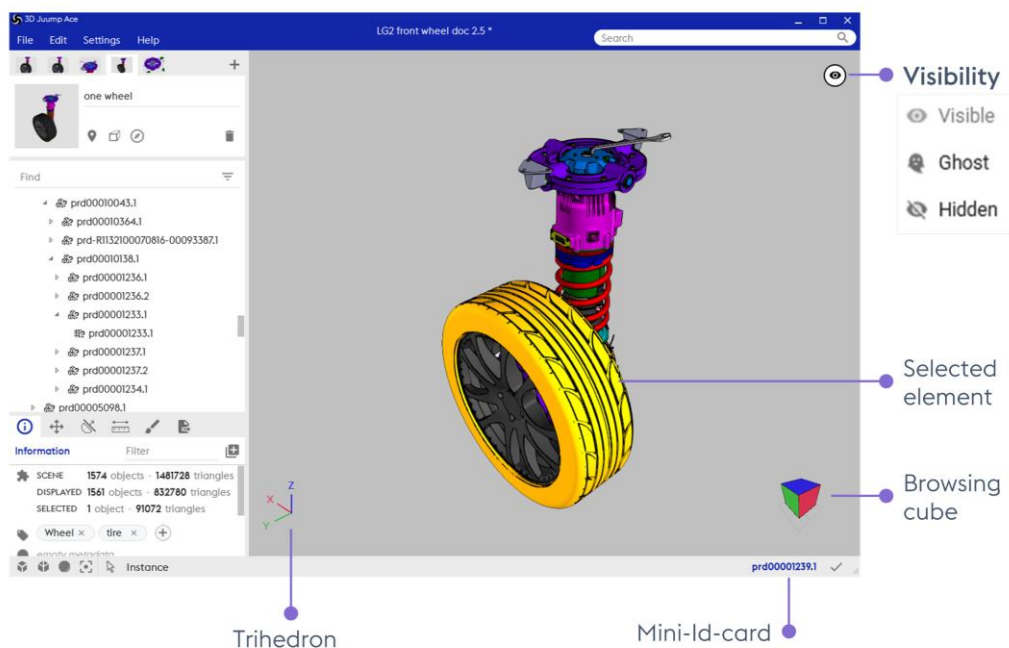 3D Juump Ace
LG2 front wheel doc 2.5 *
File Edit Settings Help
Search
one wheel
Find
prd00010043.1
prd00010364.1
prd-R1132100070816-00093387.1
prd00010138.1
prd00001236.1
prd00001236.2
prd00001233.1
prd00001233.1
prd00001237.1
prd00001237.2
prd00001234.1
prd00005098.1
Information Filter
SCENE 1574 objects - 1481728 triangles
DISPLAYED 1561 objects - 832780 triangles
SELECTED 1 object - 91072 triangles
Wheel × tire ×
empty metadata
Instance
prd00001239.1
Z
X
Y
Visibility
Visible
Ghost
Hidden
Selected
element
Browsing
cube
Trihedron
Mini-Id-card